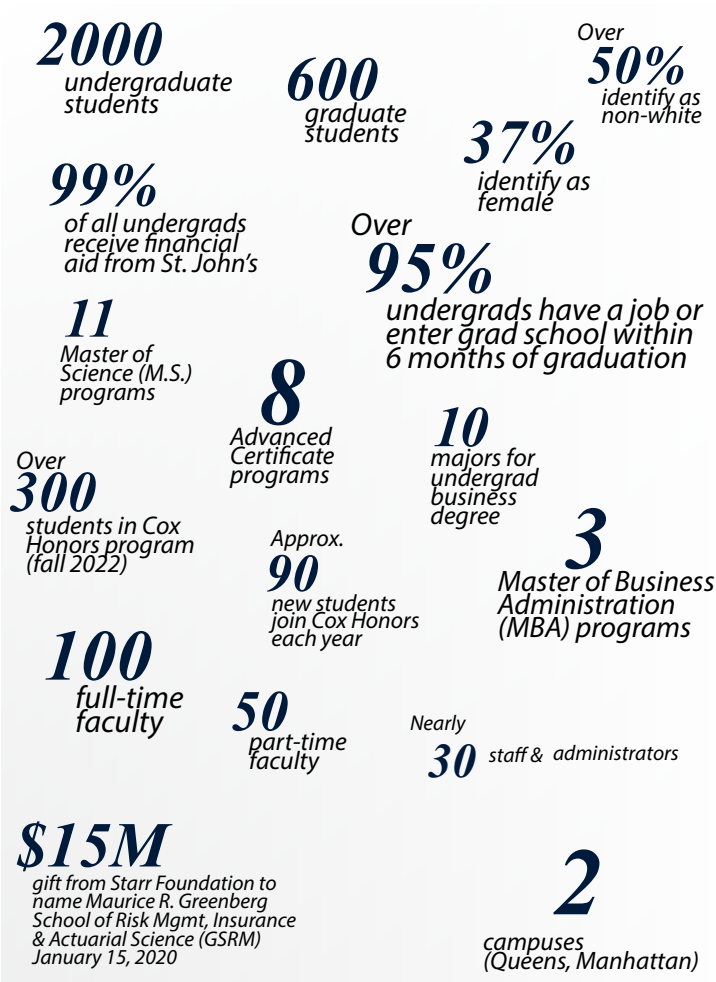 2000
undergraduate
students
600
graduate
students
Over
50%
identify as
non-white
37%
identify as
female
99%
of all undergrads
receive financial
aid from St. John's
Over
95%
undergrads have a job or
enter grad school within
6 months of graduation
11
Master of
Science (M.S.)
programs
8
Advanced
Certificate
programs
10
majors for
undergrad
business
degree
Over
300
students in Cox
Honors program
(fall 2022)
Approx.
90
new students
join Cox Honors
each year
3
Master of Business
Administration
(MBA) programs
100
full-time
faculty
50
part-time
faculty
Nearly
30 staff & administrators
$15M
gift from Starr Foundation to
name Maurice R. Greenberg
School of Risk Mgmt, Insurance
& Actuarial Science (GSRM)
January 15, 2020
2
campuses
(Queens, Manhattan)